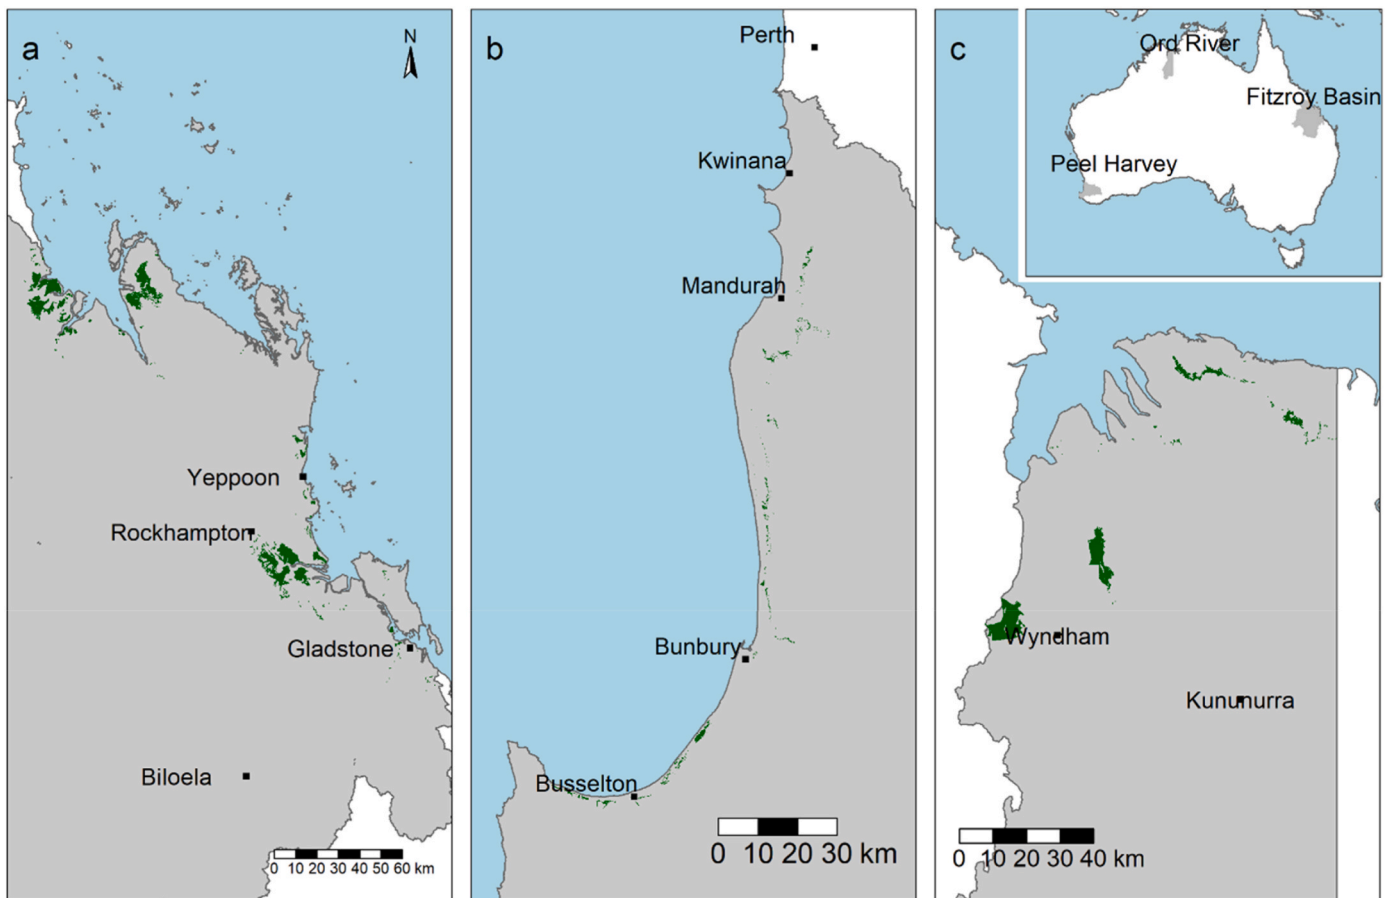 a
N
Yeppoon
Rockhampton
Gladstone
Biloela
0 10 20 30 40 50 60 km
b
Perth
Kwinana
Mandurah
Bunbury
Busselton
0 10 20 30 km
c
Ord River
Fitzroy Basin
Peel Harvey
Wyndham
Kununurra
0 10 20 30 40 km